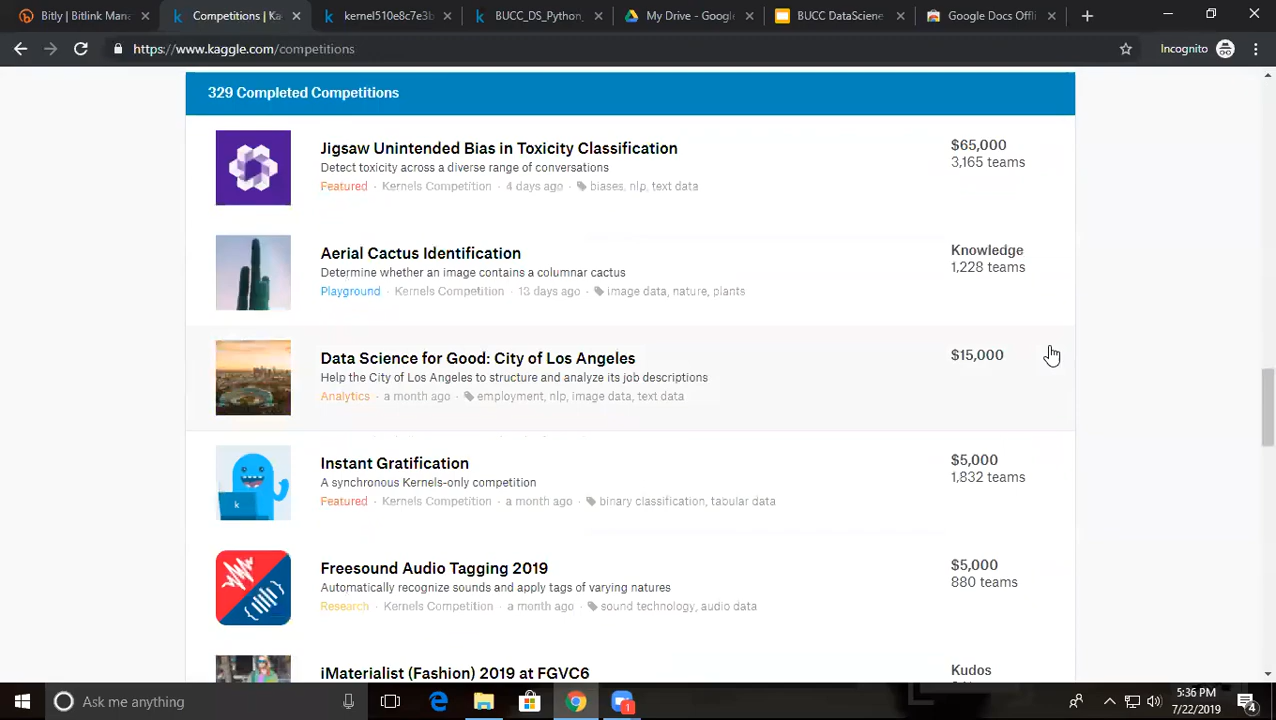 Bitly | Bitlink Mana
Competitions | Ka
kernel510e8c7e3b
BUCC_DS_Python_
My Drive - Google
BUCC DataScienc
Google Docs Offli
https://www.kaggle.com/competitions
Incognito
329 Completed Competitions
Jigsaw Unintended Bias in Toxicity Classification
$65,000
Detect toxicity across a diverse range of conversations
3,165 teams
Featured · Kernels Competition · 4 days ago · biases, nlp, text data
Aerial Cactus Identification
Knowledge
Determine whether an image contains a columnar cactus
1,228 teams
Playground · Kernels Competition · 13 days ago · image data, nature, plants
Data Science for Good: City of Los Angeles
$15,000
Help the City of Los Angeles to structure and analyze its job descriptions
Analytics · a month ago · employment, nlp, image data, text data
Instant Gratification
$5,000
A synchronous Kernels-only competition
1,832 teams
Featured · Kernels Competition · a month ago · binary classification, tabular data
Freesound Audio Tagging 2019
$5,000
Automatically recognize sounds and apply tags of varying natures
880 teams
Research · Kernels Competition · a month ago · sound technology, audio data
iMaterialist (Fashion) 2019 at FGVC6
Kudos
Ask me anything
5:36 PM
7/22/2019